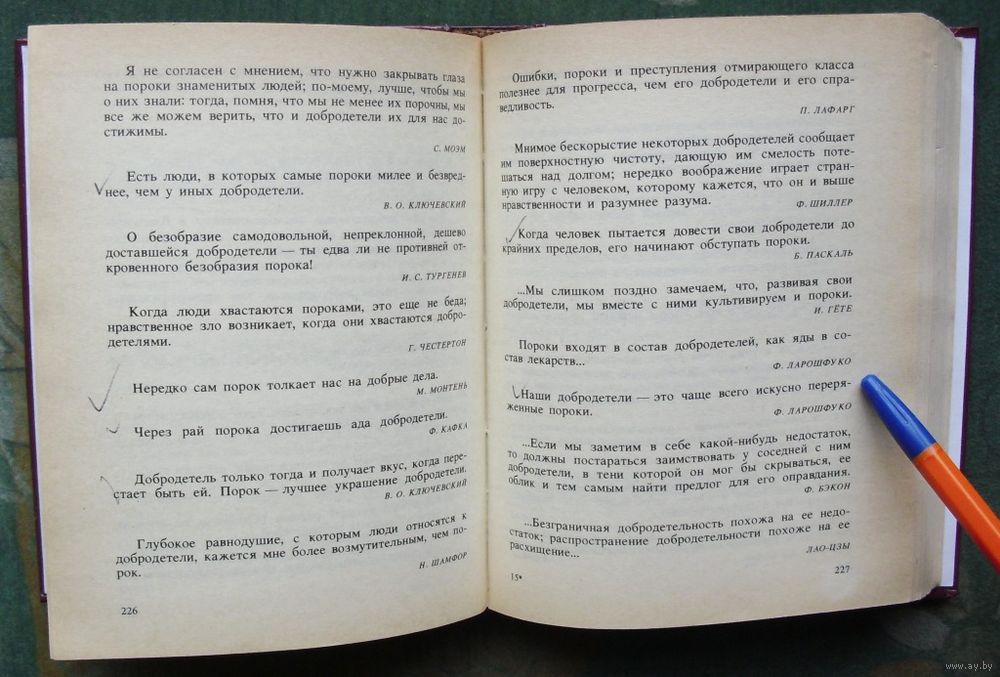 Я не согласен с мнением, что нужно закрывать глаза
на пороки знаменитых людей; по-моему, лучше, чтобы мы
о них знали: тогда, помня, что мы не менее их порочны, мы
все же можем верить, что и добродетели их для нас до-
стижимы.
С. МОЭМ
Есть люди, в которых самые пороки милее и безвред-
нее, чем у иных добродетели.
В. О. КЛЮЧЕВСКИЙ
О безобразие самодовольной, непреклонной, дешево
доставшейся добродетели — ты едва ли не противней от-
кровенного безобразия порока!
И. С. ТУРГЕНЕВ
Когда люди хвастаются пороками, это еще не беда;
нравственное зло возникает, когда они хвастаются добро-
детелями.
Г. ЧЕСТЕРТОН
Нередко сам порок толкает нас на добрые дела.
М. МОНТЕНЬ
Через рай порока достигаешь ада добродетели.
Ф. КАФКА
Добродетель только тогда и получает вкус, когда пере-
стает быть ей. Порок — лучшее украшение добродетели.
В. О. КЛЮЧЕВСКИЙ
Глубокое равнодушие, с которым люди относятся к
добродетели, кажется мне более возмутительным, чем по-
рок.
Н. ШАМФОР
226
Ошибки, пороки и преступления отмирающего класса
полезнее для прогресса, чем его добродетели и его спра-
ведливость.
П. ЛАФАРГ
Мнимое бескорыстие некоторых добродетелей сообщает
им поверхностную чистоту, дающую им смелость поте-
шаться над долгом; нередко воображение играет стран-
ную игру с человеком, которому кажется, что он и выше
нравственности и разумнее разума.
Ф. ШИЛЛЕР
Когда человек пытается довести свои добродетели до
крайних пределов, его начинают обступать пороки.
Б. ПАСКАЛЬ
...Мы слишком поздно замечаем, что, развивая свои
добродетели, мы вместе с ними культивируем и пороки.
И. ГЁТЕ
Пороки входят в состав добродетелей, как яды в со-
став лекарств...
Ф. ЛАРОШФУКО
Наши добродетели — это чаще всего искусно переря-
женные пороки.
Ф. ЛАРОШФУКО
...Если мы заметим в себе какой-нибудь недостаток,
то должны постараться заимствовать у соседней с ним
добродетели, в тени которой он мог бы скрываться, ее
облик и тем самым найти предлог для его оправдания.
Ф. БЭКОН
...Безграничная добродетельность похожа на ее недо-
статок; распространение добродетельности похоже на ее
расхищение...
ЛАО-ЦЗЫ
15*
227
www.ay.by